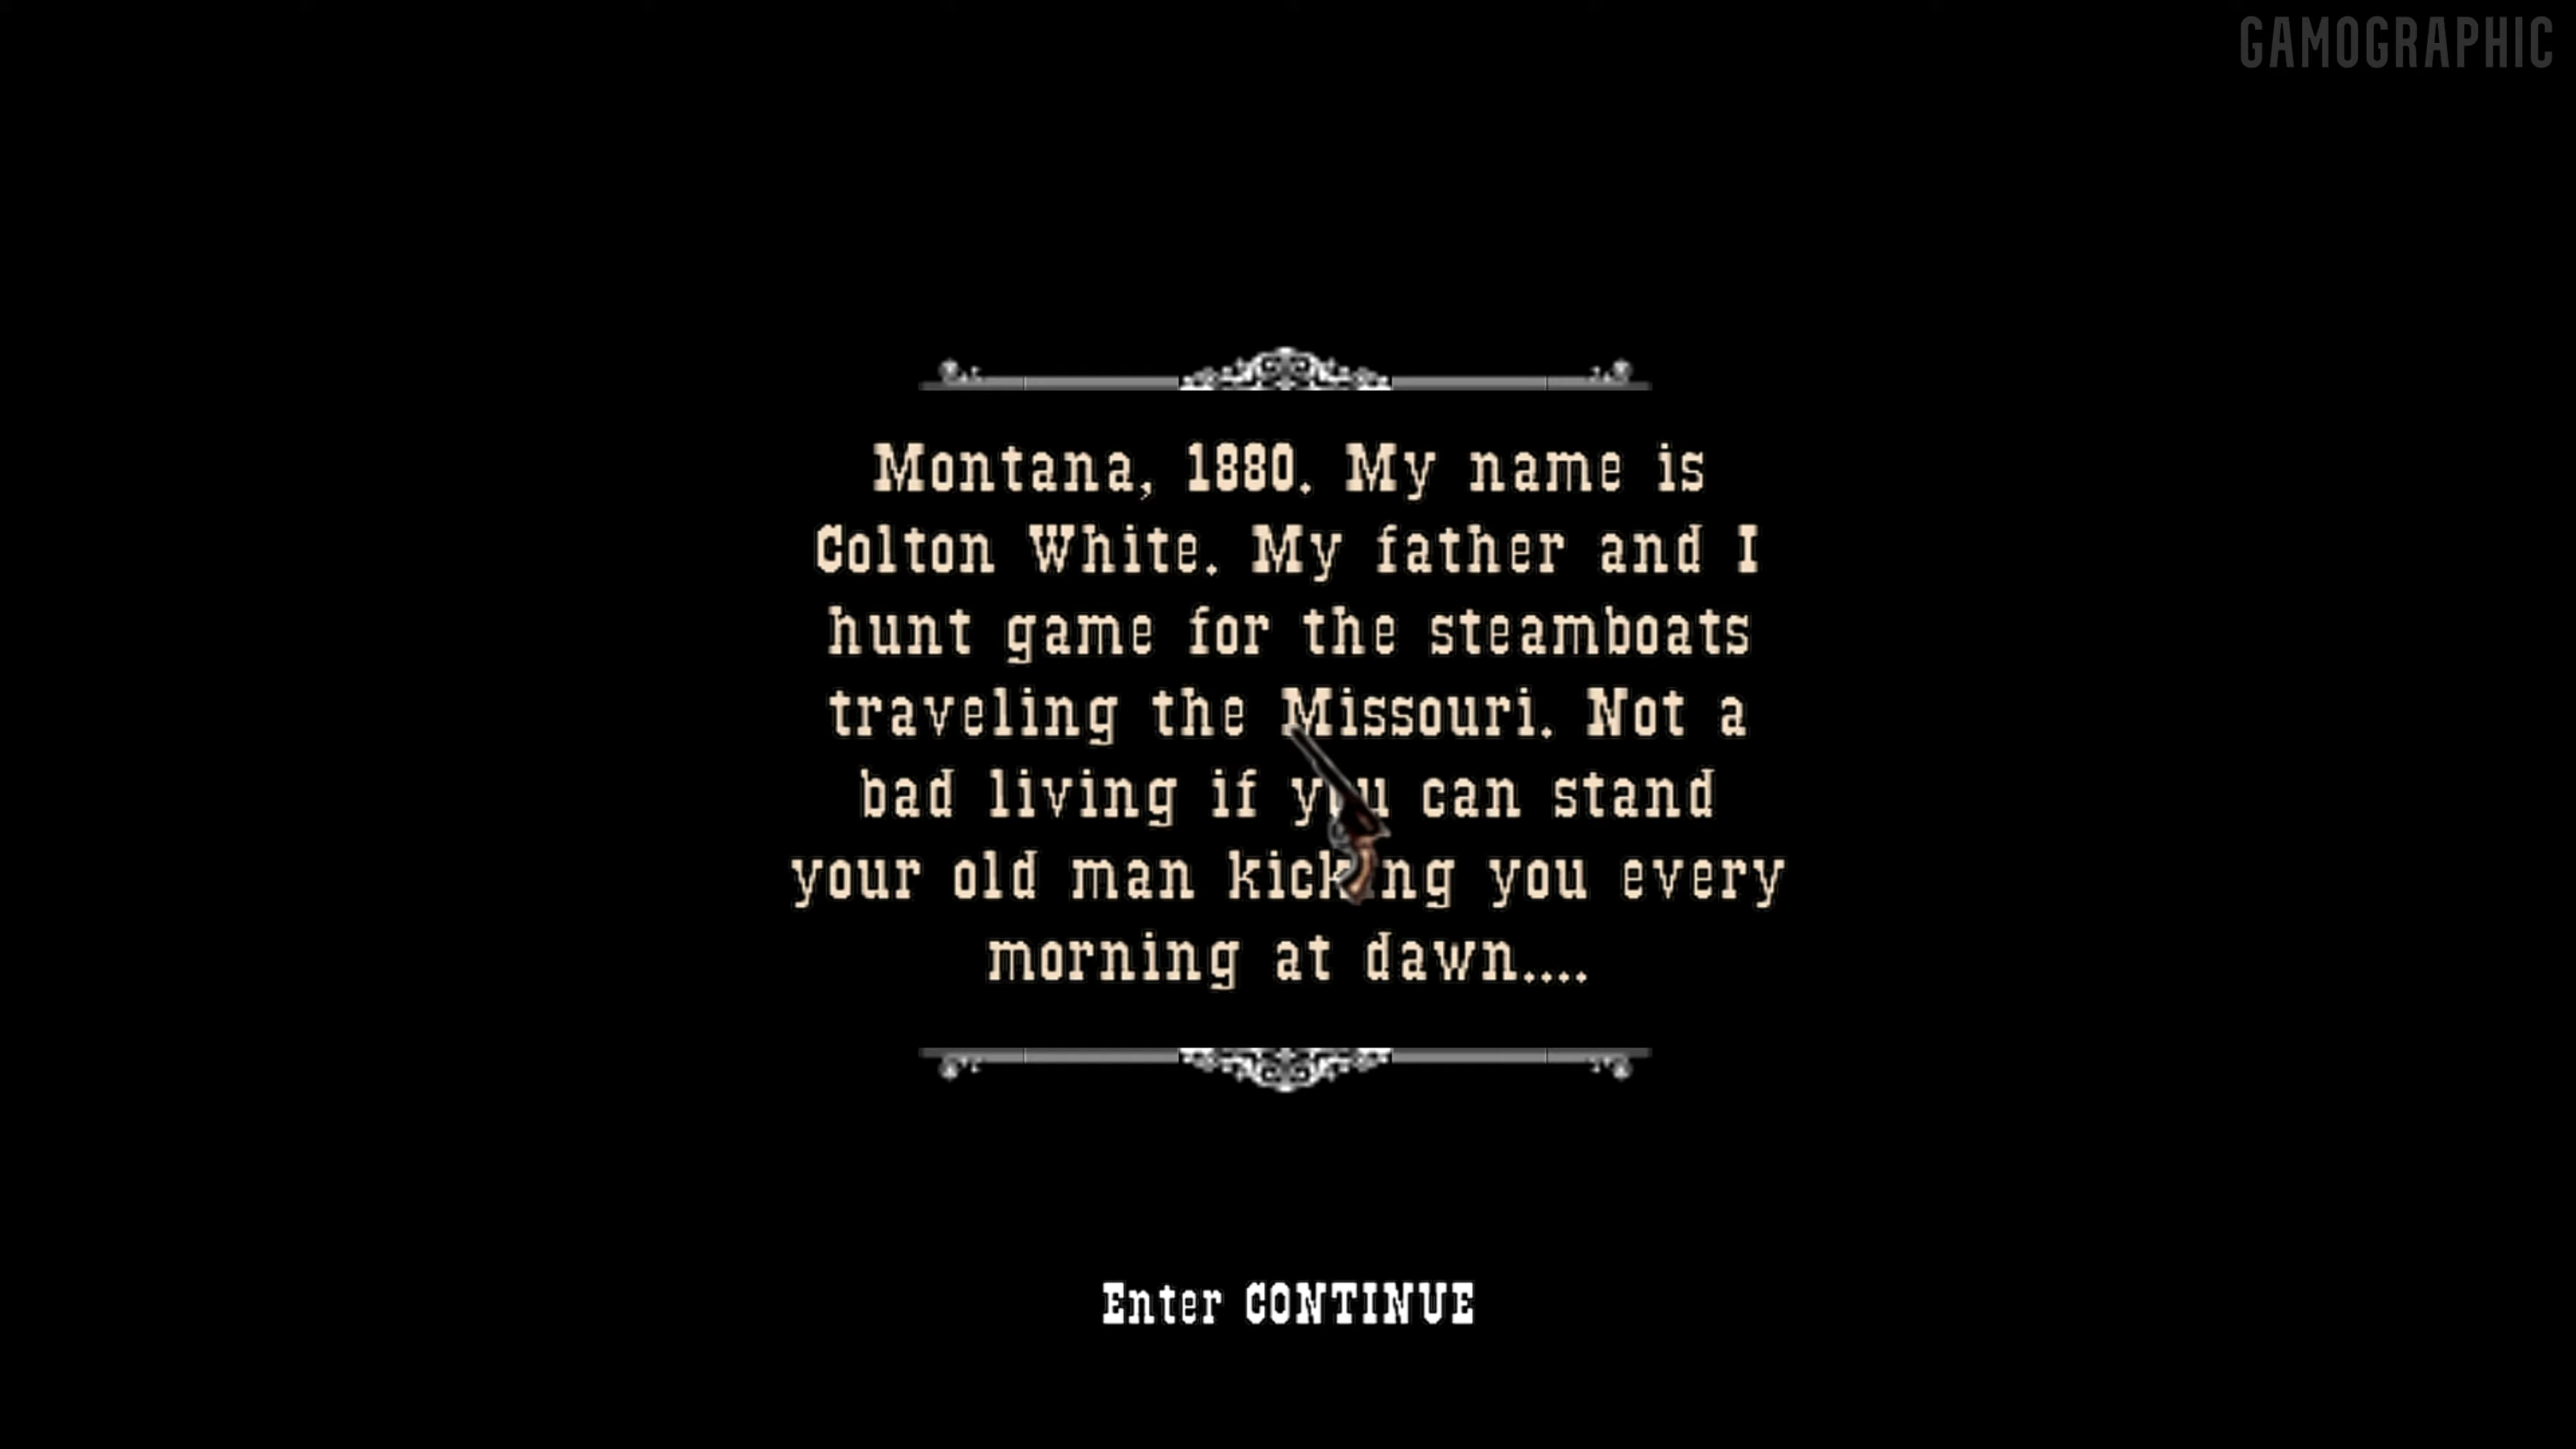 GAMOGRAPHIC
Montana, 1880. My name is
Colton White. My father and I
hunt game for the steamboats
traveling the Missouri. Not a
bad living if you can stand
your old man kicking you every
morning at dawn....
Enter CONTINUE